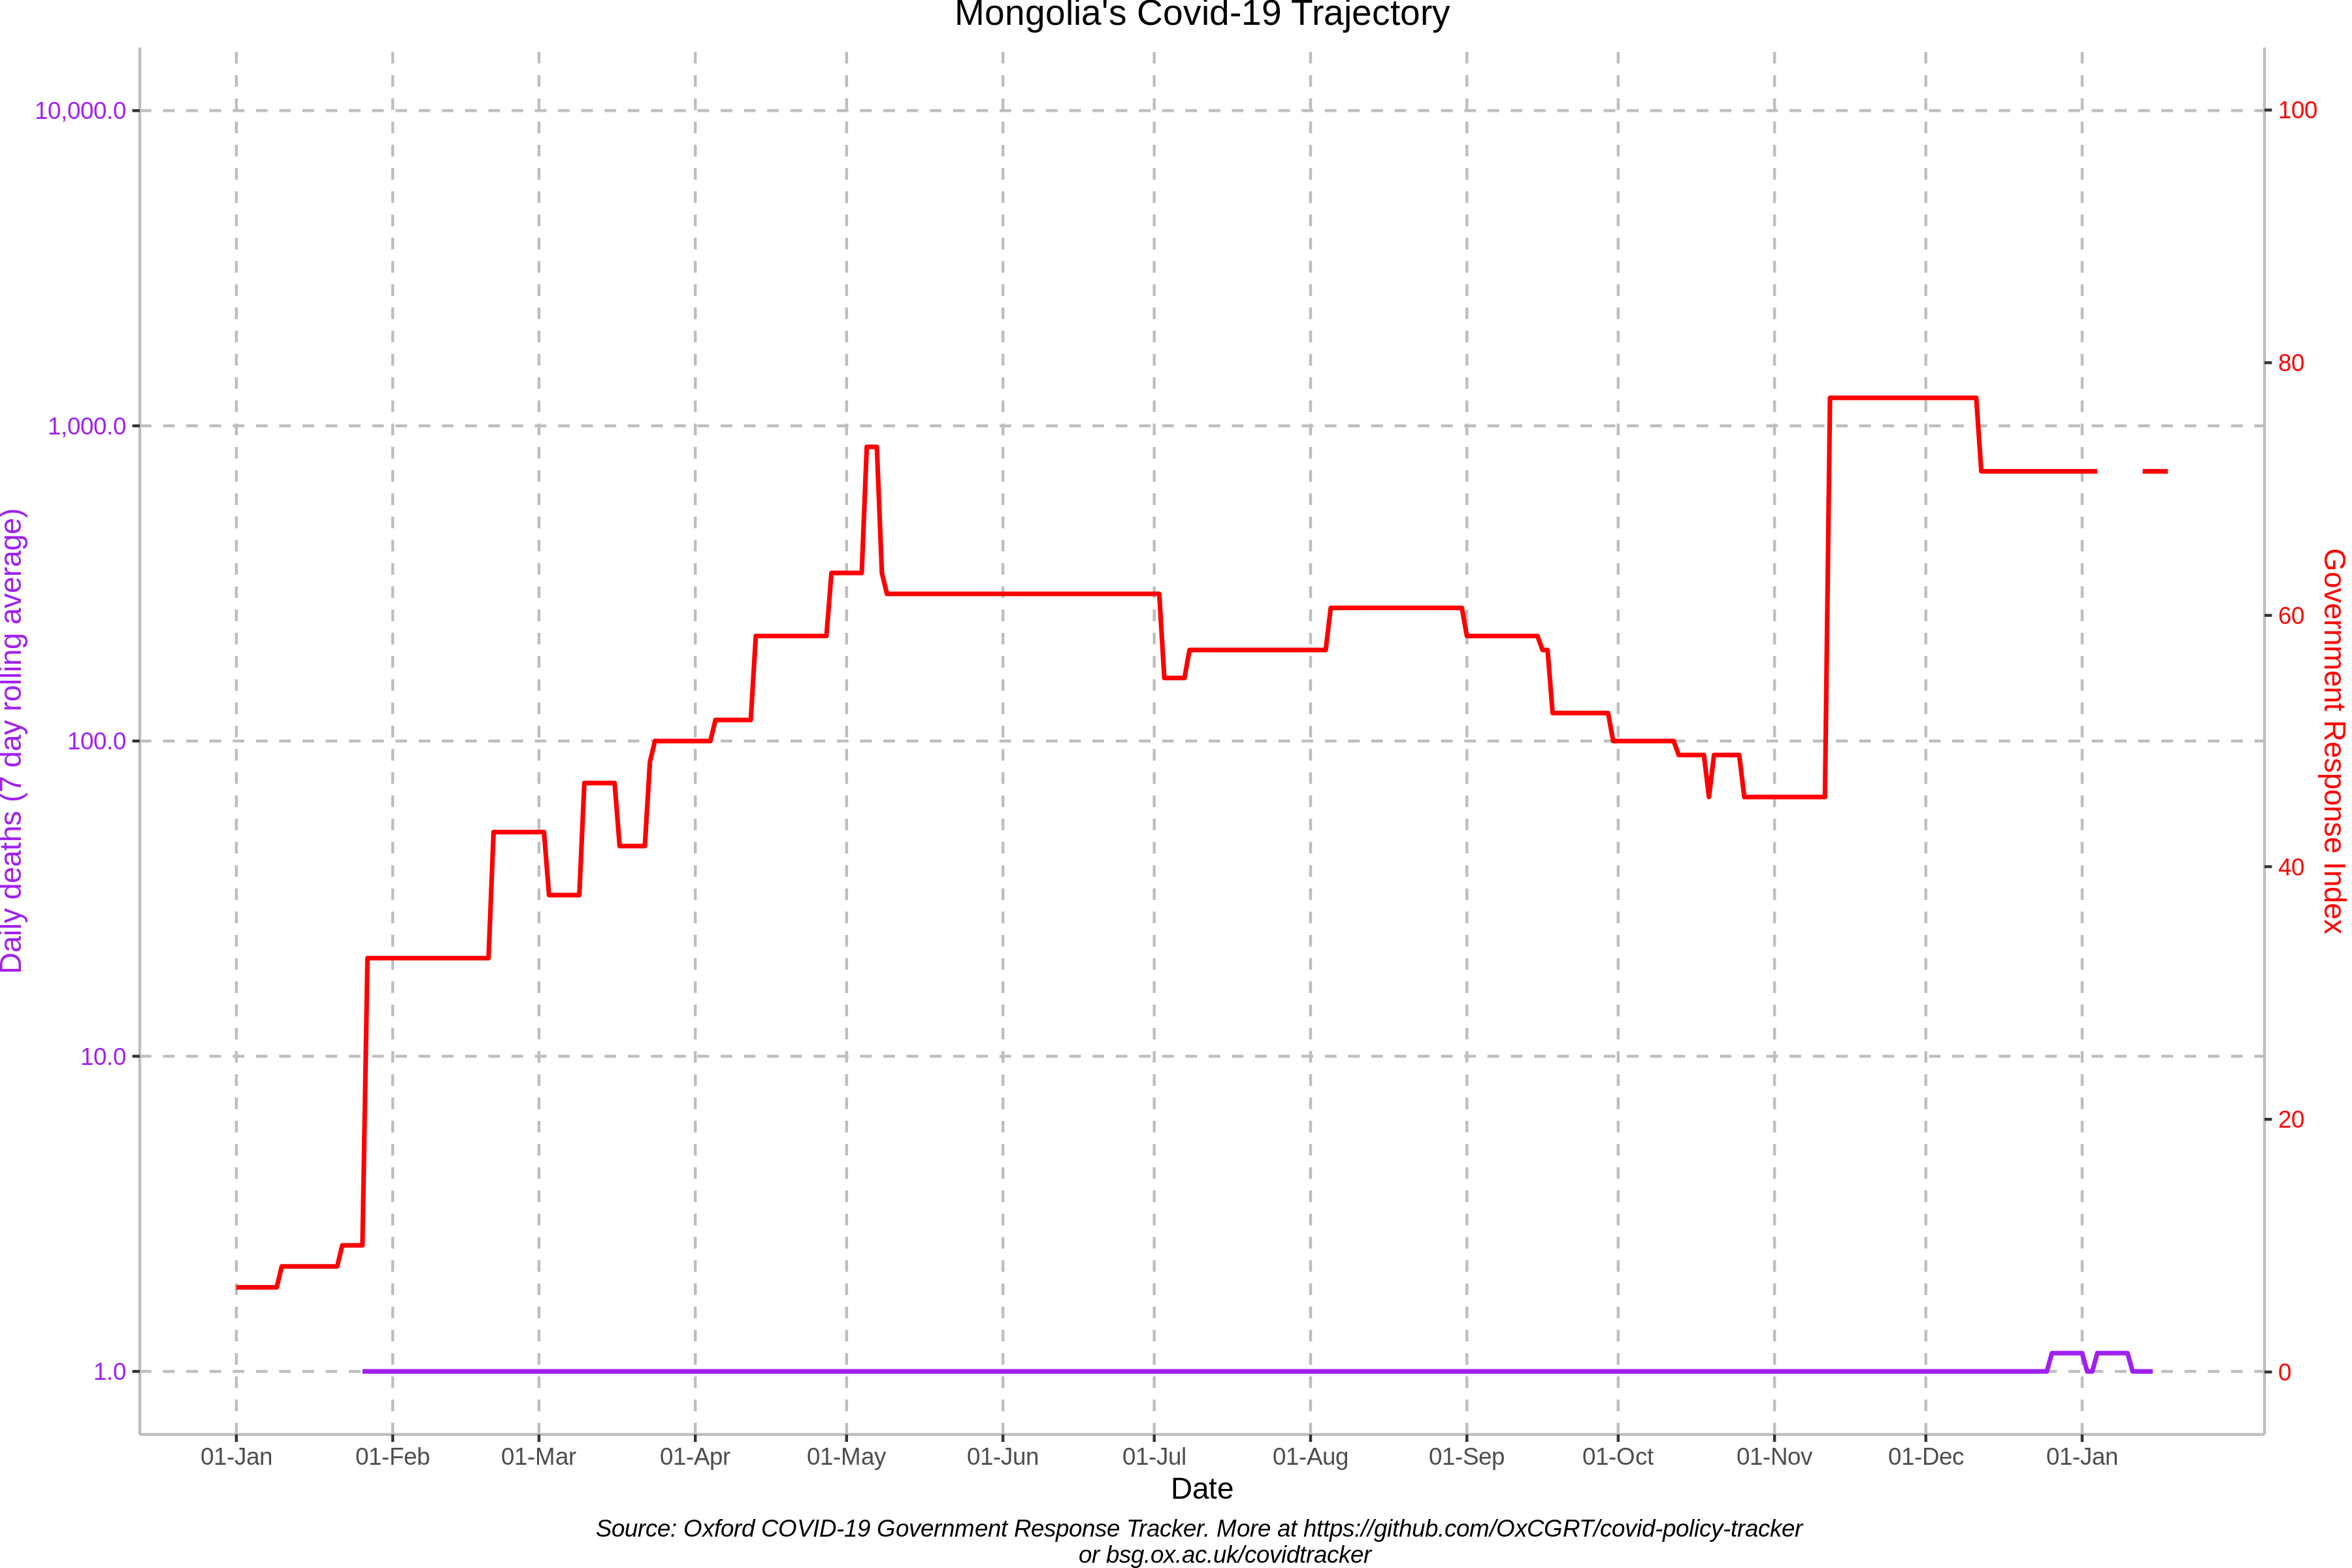 Mongolia's Covid-19 Trajectory
10,000.0
1,000.0
100.0
10.0
1.0
Daily deaths (7 day rolling average)
100
80
60
40
20
0
Government Response Index
01-Jan 01-Feb 01-Mar 01-Apr 01-May 01-Jun 01-Jul 01-Aug 01-Sep 01-Oct 01-Nov 01-Dec 01-Jan
Date
Source: Oxford COVID-19 Government Response Tracker. More at https://github.com/OxCGRT/covid-policy-tracker
or bsg.ox.ac.uk/covidtracker